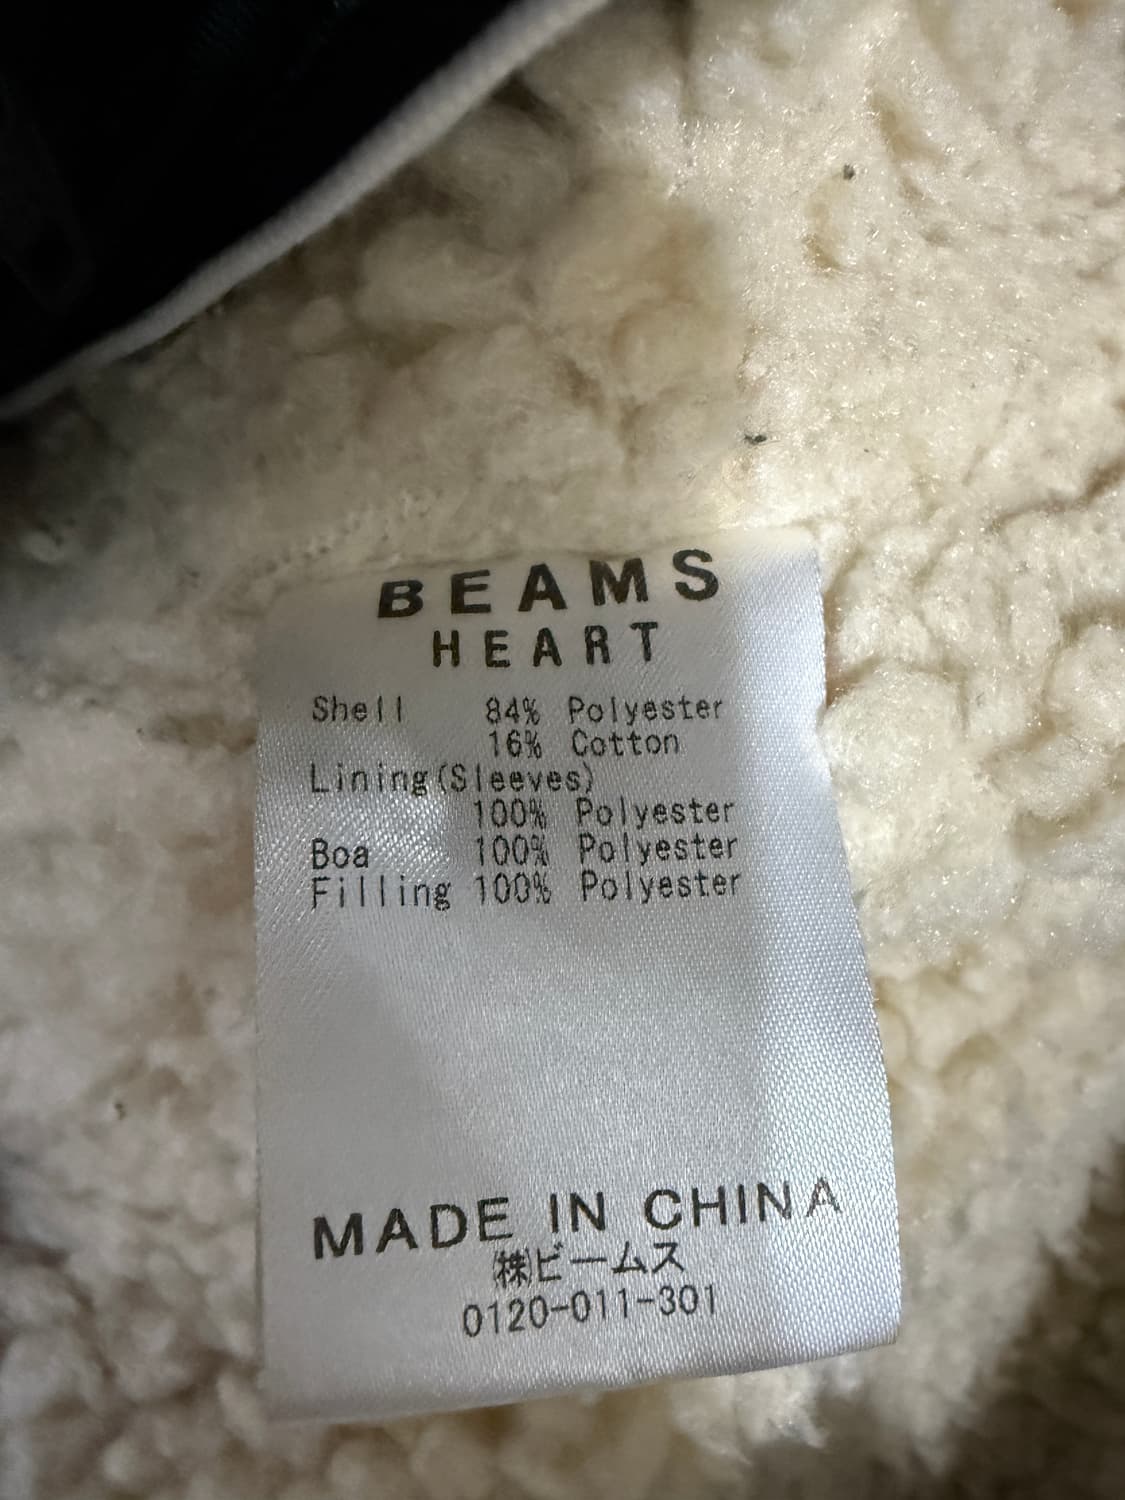 BEAMS
HEART
Shell 84% Polyester
16% Cotton
Lining(Sleeves)
100% Polyester
Boa 100% Polyester
Filling 100% Polyester
MADE IN CHINA
㈱ビームス
0120-011-301